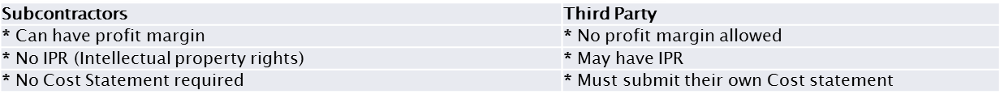 Subcontractors Third Party
* Can have profit margin * No profit margin allowed
* No IPR (Intellectual property rights) * May have IPR
* No Cost Statement required * Must submit their own Cost statement